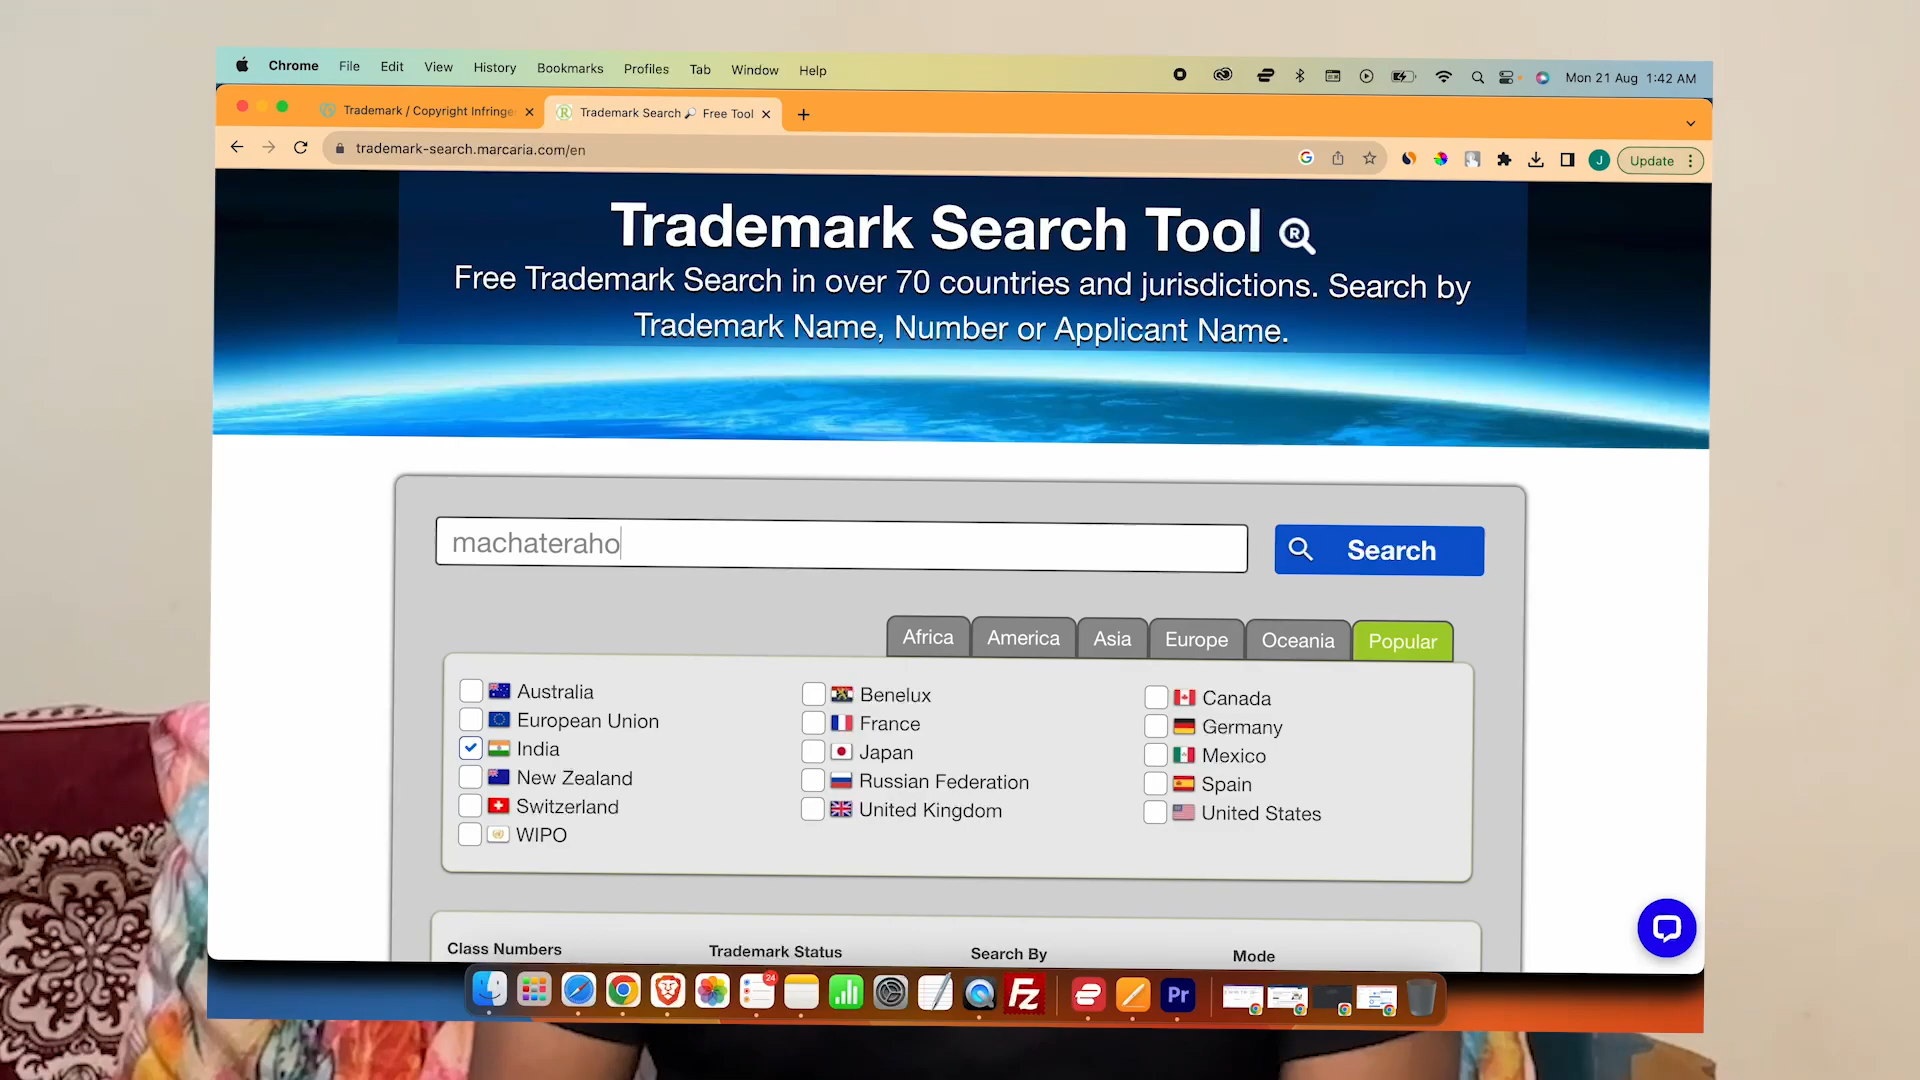 Chrome File Edit View History Bookmarks Profiles Tab Window Help Mon 21 Aug 1:42 AM
Trademark / Copyright Infringe Trademark Search 🔎 Free Tool
trademark-search.marcaria.com/en J Update
Trademark Search Tool R
Free Trademark Search in over 70 countries and jurisdictions. Search by
Trademark Name, Number or Applicant Name.
machateraho Search
Africa America Asia Europe Oceania Popular
Australia Benelux Canada
European Union France Germany
India Japan Mexico
New Zealand Russian Federation Spain
Switzerland United Kingdom United States
WIPO
Class Numbers Trademark Status Search By Mode
24 Fz Pr